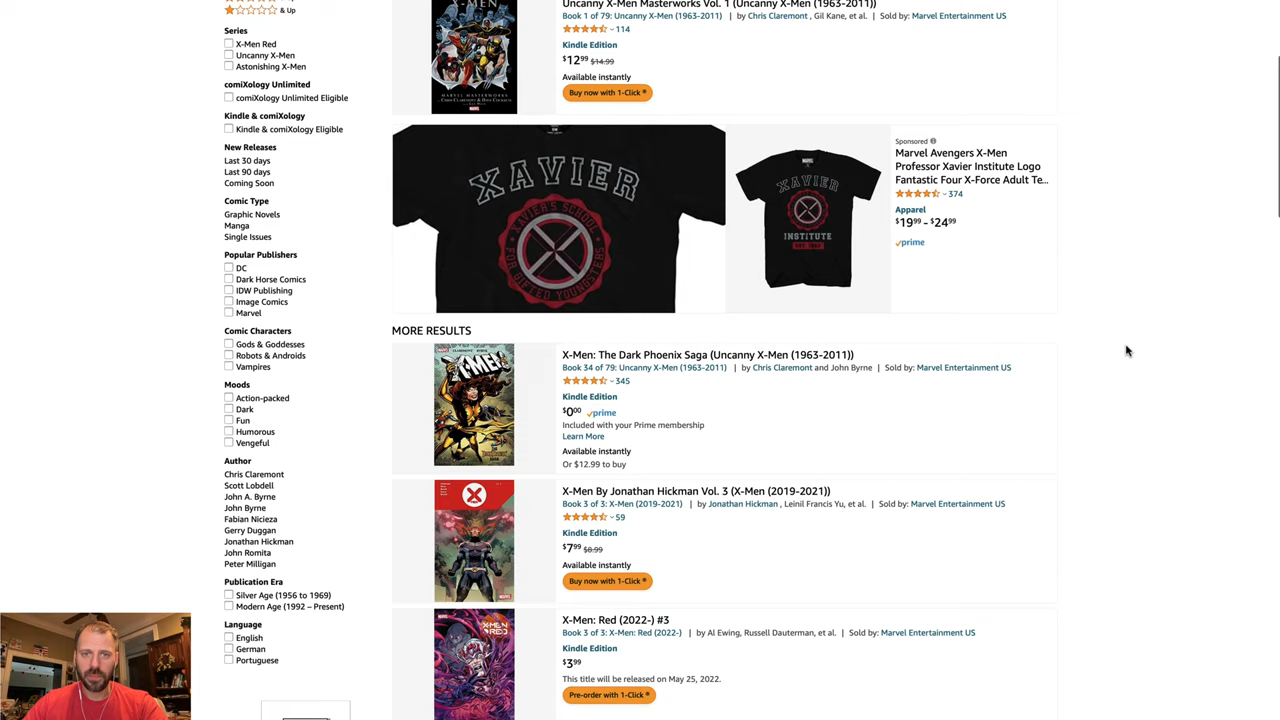 & Up
Series
X-Men Red
Uncanny X-Men
Astonishing X-Men
comiXology Unlimited
comiXology Unlimited Eligible
Kindle & comiXology
Kindle & comiXology Eligible
New Releases
Last 30 days
Last 90 days
Coming Soon
Comic Type
Graphic Novels
Manga
Single Issues
Popular Publishers
DC
Dark Horse Comics
IDW Publishing
Image Comics
Marvel
Comic Characters
Gods & Goddesses
Robots & Androids
Vampires
Moods
Action-packed
Dark
Fun
Humorous
Vengeful
Author
Chris Claremont
Scott Lobdell
John A. Byrne
John Byrne
Fabian Nicieza
Gerry Duggan
Jonathan Hickman
John Romita
Peter Milligan
Publication Era
Silver Age (1956 to 1969)
Modern Age (1992 – Present)
Language
English
German
Portuguese
X-MEN
MARVEL MASTERWORKS
Uncanny X-Men Masterworks Vol. 1 (Uncanny X-Men (1963-2011))
Book 1 of 79: Uncanny X-Men (1963-2011) | by Chris Claremont , Gil Kane, et al. | Sold by: Marvel Entertainment US
114
Kindle Edition
$12.99 $14.99
Available instantly
Buy now with 1-Click ®
XAVIER
XAVIER'S SCHOOL
FOR GIFTED YOUNGSTERS
XAVIER
INSTITUTE
Sponsored
Marvel Avengers X-Men
Professor Xavier Institute Logo
Fantastic Four X-Force Adult Te...
374
Apparel
$19.99 - $24.99
prime
MORE RESULTS
X-MEN
X-Men: The Dark Phoenix Saga (Uncanny X-Men (1963-2011))
Book 34 of 79: Uncanny X-Men (1963-2011) | by Chris Claremont and John Byrne | Sold by: Marvel Entertainment US
345
Kindle Edition
$0.00 prime
Included with your Prime membership
Learn More
Available instantly
Or $12.99 to buy
X-Men By Jonathan Hickman Vol. 3 (X-Men (2019-2021))
Book 3 of 3: X-Men (2019-2021) | by Jonathan Hickman , Leinil Francis Yu, et al. | Sold by: Marvel Entertainment US
59
Kindle Edition
$7.99 $8.99
Available instantly
Buy now with 1-Click ®
X-MEN
RED
X-Men: Red (2022-) #3
Book 3 of 3: X-Men: Red (2022-) | by Al Ewing, Russell Dauterman, et al. | Sold by: Marvel Entertainment US
Kindle Edition
$3.99
This title will be released on May 25, 2022.
Pre-order with 1-Click ®